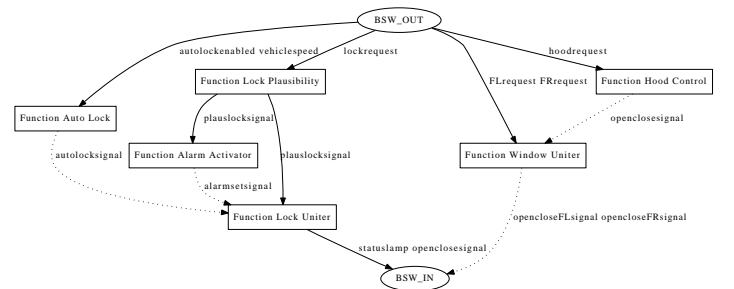 BSW_OUT
autolockenabled vehiclespeed
lockrequest
hoodrequest
Function Lock Plausibility
FLrequest FRrequest
Function Hood Control
Function Auto Lock
plauslocksignal
openclosesignal
autolocksignal
Function Alarm Activator
plauslocksignal
Function Window Uniter
alarmsetsignal
Function Lock Uniter
opencloseFLsignal opencloseFRsignal
statuslamp openclosesignal
BSW_IN